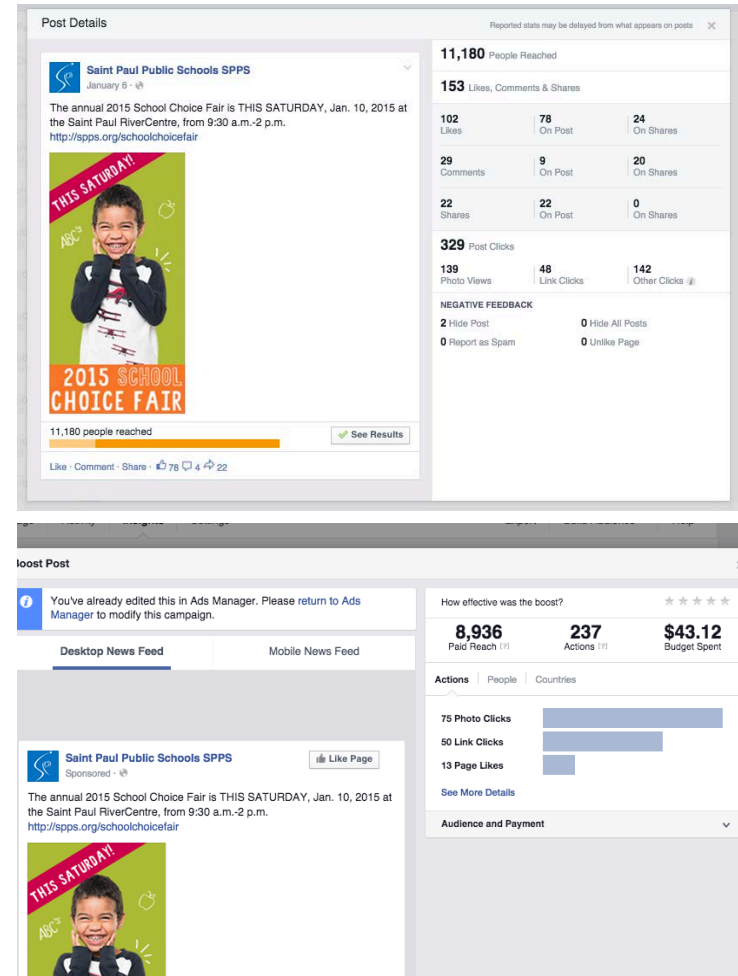 Post Details
Reported stats may be delayed from what appears on posts
Saint Paul Public Schools SPPS
January 6
The annual 2015 School Choice Fair is THIS SATURDAY, Jan. 10, 2015 at
the Saint Paul RiverCentre, from 9:30 a.m.-2 p.m.
http://spps.org/schoolchoicefair
THIS SATURDAY!
ABC'S
2015 SCHOOL
CHOICE FAIR
11,180 people reached
See Results
Like · Comment · Share · 78 4 22
11,180 People Reached
153 Likes, Comments & Shares
102 78 24
Likes On Post On Shares
29 9 20
Comments On Post On Shares
22 22 0
Shares On Post On Shares
329 Post Clicks
139 48 142
Photo Views Link Clicks Other Clicks i
NEGATIVE FEEDBACK
2 Hide Post 0 Hide All Posts
0 Report as Spam 0 Unlike Page
Boost Post
You've already edited this in Ads Manager. Please return to Ads
Manager to modify this campaign.
Desktop News Feed Mobile News Feed
Saint Paul Public Schools SPPS
Like Page
Sponsored
The annual 2015 School Choice Fair is THIS SATURDAY, Jan. 10, 2015 at
the Saint Paul RiverCentre, from 9:30 a.m.-2 p.m.
http://spps.org/schoolchoicefair
THIS SATURDAY!
ABC'S
How effective was the boost?
8,936 237 $43.12
Paid Reach [?] Actions [?] Budget Spent
Actions People Countries
75 Photo Clicks
50 Link Clicks
13 Page Likes
See More Details
Audience and Payment